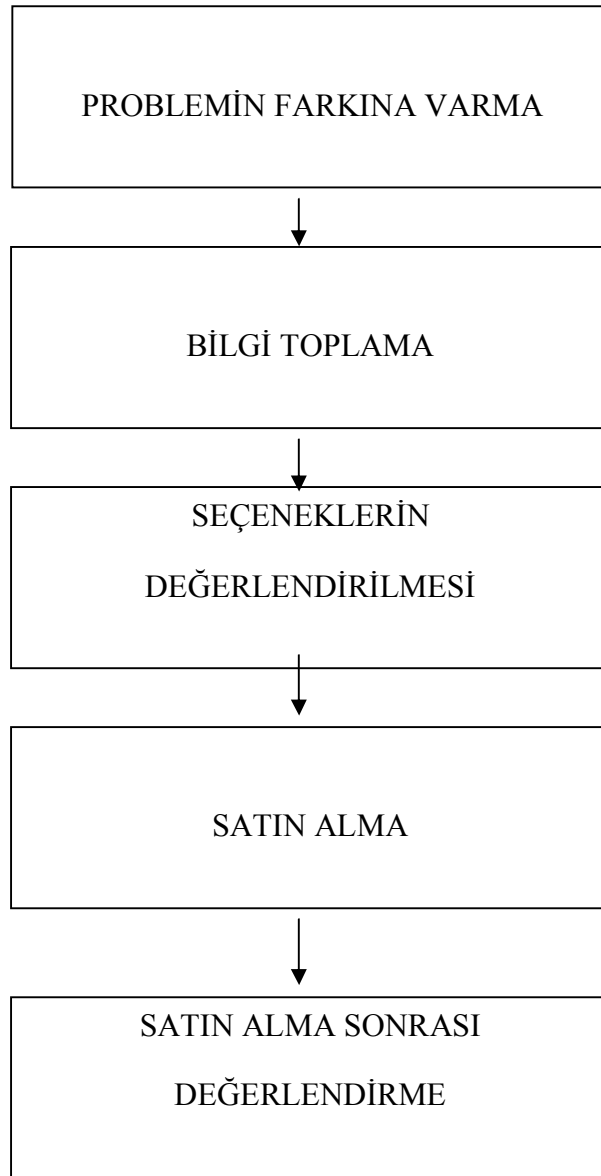 PROBLEMİN FARKINA VARMA
BİLGİ TOPLAMA
SEÇENEKLERİN
DEĞERLENDİRİLMESİ
SATIN ALMA
SATIN ALMA SONRASI
DEĞERLENDİRME